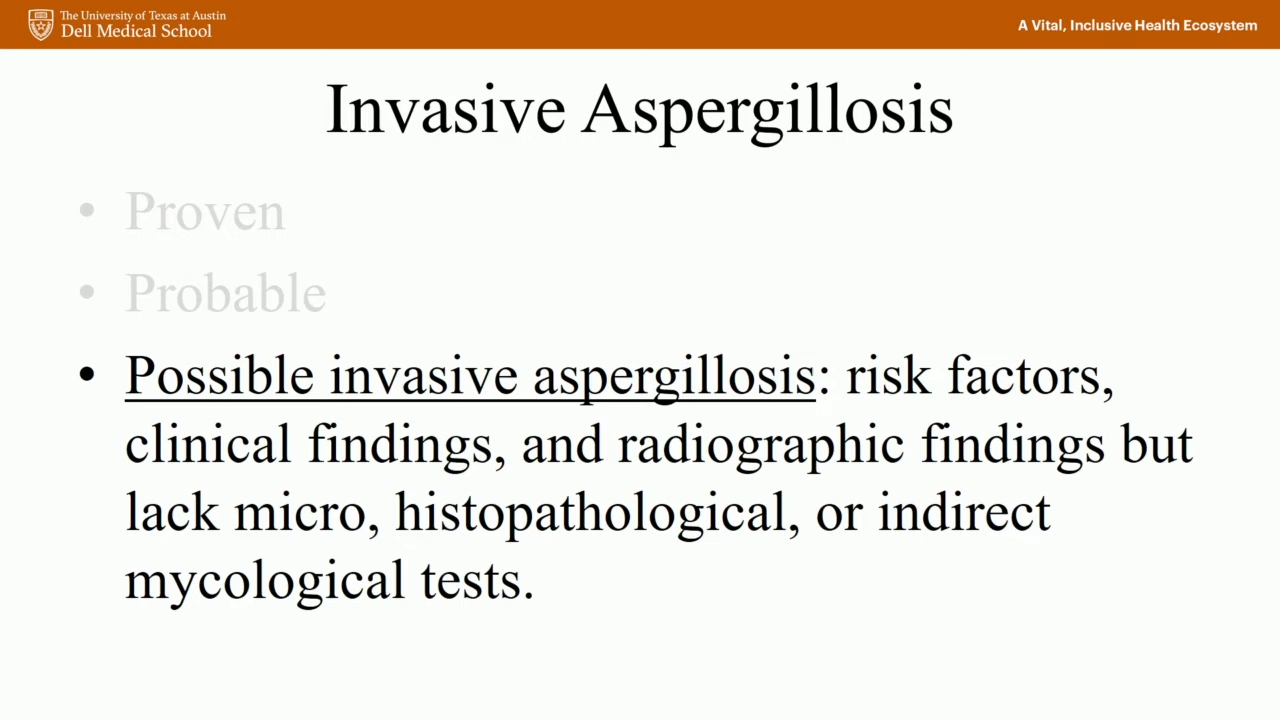 The University of Texas at Austin
Dell Medical School
A Vital, Inclusive Health Ecosystem
Invasive Aspergillosis
• Proven
• Probable
• Possible invasive aspergillosis: risk factors,
clinical findings, and radiographic findings but
lack micro, histopathological, or indirect
mycological tests.